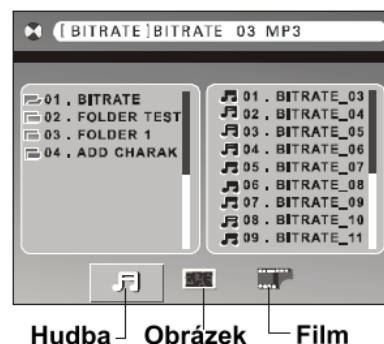 [ BITRATE ]BITRATE 03 MP3
01 . BITRATE
02 . FOLDER TEST
03 . FOLDER 1
04 . ADD CHARAK
01 . BITRATE_03
02 . BITRATE_04
03 . BITRATE_05
04 . BITRATE_06
05 . BITRATE_07
06 . BITRATE_08
07 . BITRATE_09
08 . BITRATE_10
09 . BITRATE_11
Hudba Obrázek Film